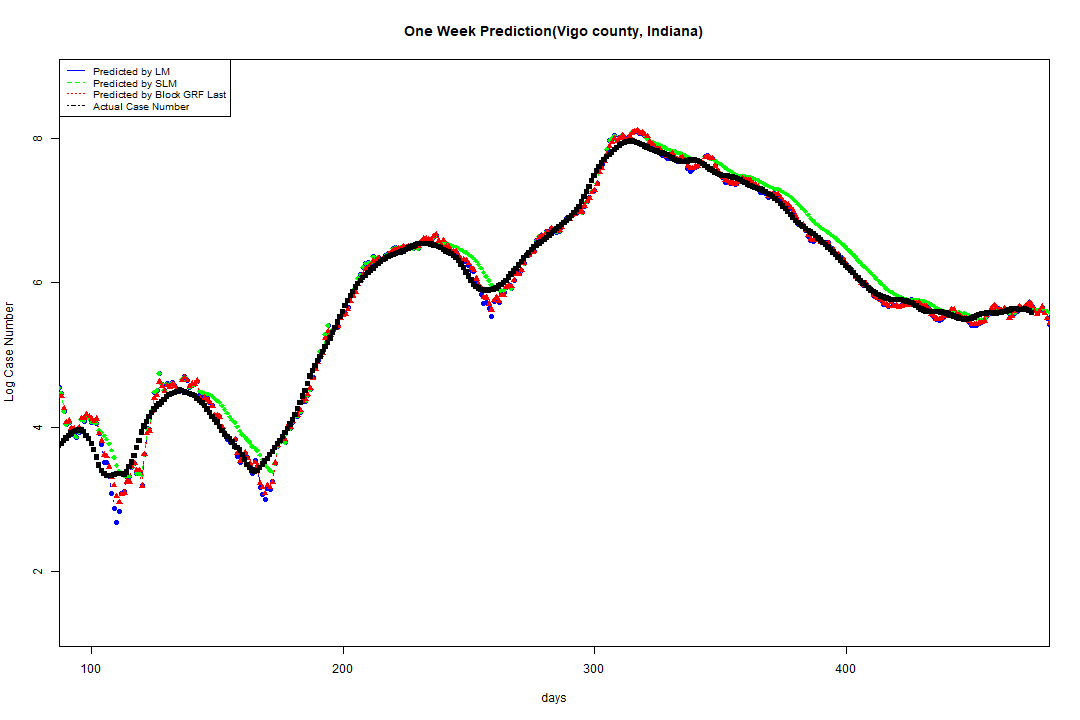 One Week Prediction(Vigo county, Indiana)
Predicted by LM
Predicted by SLM
Predicted by Block GRF Last
Actual Case Number
8
6
4
2
Log Case Number
100 200 300 400
days